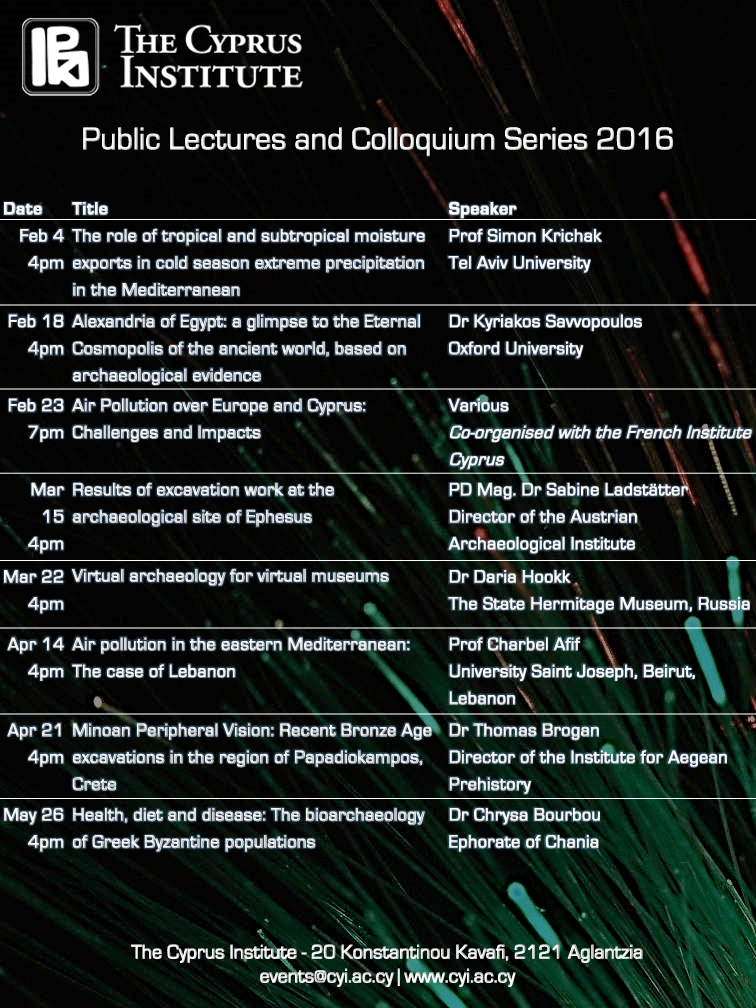 THE CYPRUS
INSTITUTE
Public Lectures and Colloquium Series 2016
Date Title Speaker
Feb 4 The role of tropical and subtropical moisture Prof Simon Krichak
4pm exports in cold season extreme precipitation Tel Aviv University
in the Mediterranean
Feb 18 Alexandria of Egypt: a glimpse to the Eternal Dr Kyriakos Savvopoulos
4pm Cosmopolis of the ancient world, based on Oxford University
archaeological evidence
Feb 23 Air Pollution over Europe and Cyprus: Various
7pm Challenges and Impacts Co-organised with the French Institute
Cyprus
Mar Results of excavation work at the PD Mag. Dr Sabine Ladstätter
15 archaeological site of Ephesus Director of the Austrian
4pm Archaeological Institute
Mar 22 Virtual archaeology for virtual museums Dr Daria Hookk
4pm The State Hermitage Museum, Russia
Apr 14 Air pollution in the eastern Mediterranean: Prof Charbel Afif
4pm The case of Lebanon University Saint Joseph, Beirut,
Lebanon
Apr 21 Minoan Peripheral Vision: Recent Bronze Age Dr Thomas Brogan
4pm excavations in the region of Papadiokampos, Director of the Institute for Aegean
Crete Prehistory
May 26 Health, diet and disease: The bioarchaeology Dr Chrysa Bourbou
4pm of Greek Byzantine populations Ephorate of Chania
The Cyprus Institute - 20 Konstantinou Kavafi, 2121 Aglantzia
events@cyi.ac.cy | www.cyi.ac.cy